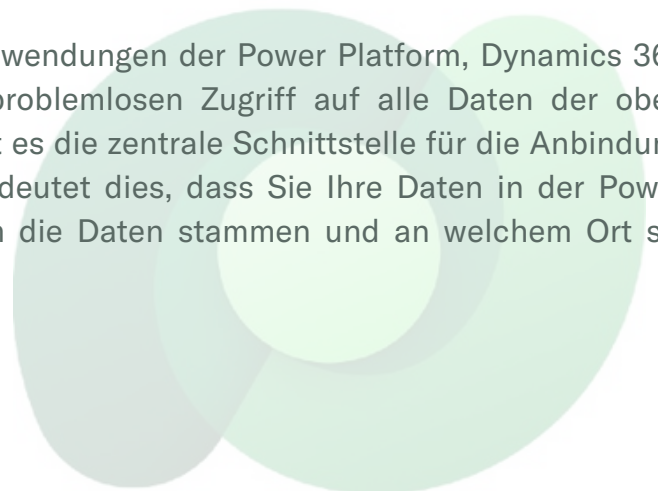 wendungen der Power Platform, Dynamics 36
problemlosen Zugriff auf alle Daten der obe
t es die zentrale Schnittstelle für die Anbindu
deutet dies, dass Sie Ihre Daten in der Pow
n die Daten stammen und an welchem Ort s